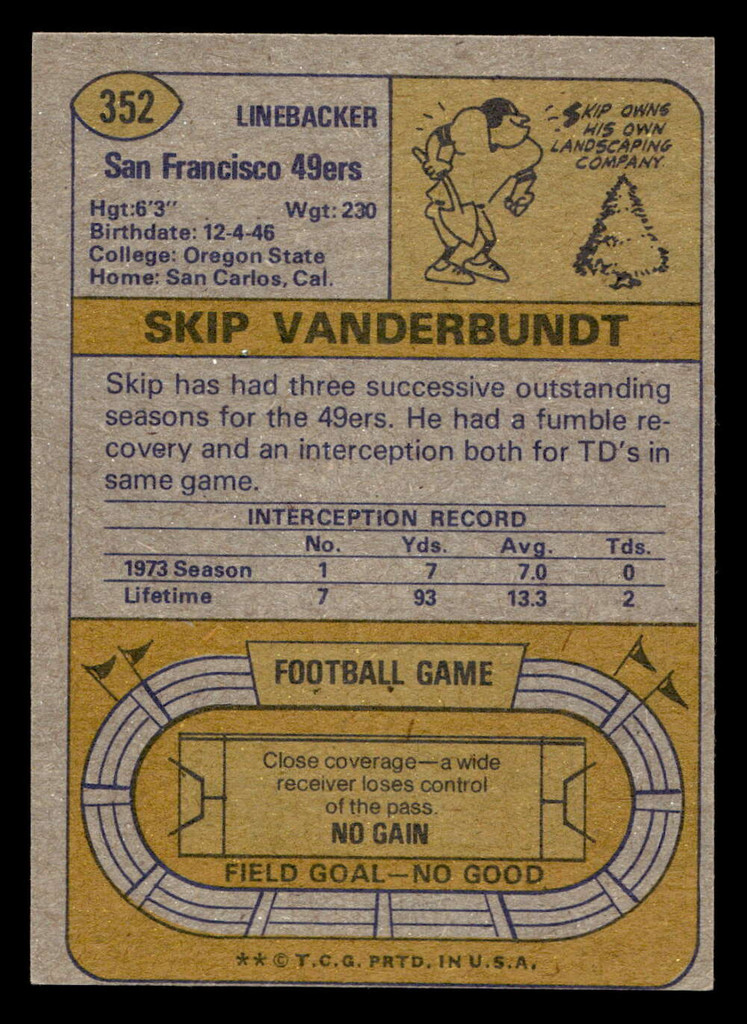 352
LINEBACKER
San Francisco 49ers
Hgt:6'3" Wgt: 230
Birthdate: 12-4-46
College: Oregon State
Home: San Carlos, Cal.
SKIP OWNS
HIS OWN
LANDSCAPING
COMPANY.
SKIP VANDERBUNDT
Skip has had three successive outstanding
seasons for the 49ers. He had a fumble re-
covery and an interception both for TD's in
same game.
INTERCEPTION RECORD
No. Yds. Avg. Tds.
1973 Season 1 7 7.0 0
Lifetime 7 93 13.3 2
FOOTBALL GAME
Close coverage—a wide
receiver loses control
of the pass.
NO GAIN
FIELD GOAL—NO GOOD
** © T.C.G. PRTD. IN U.S.A.